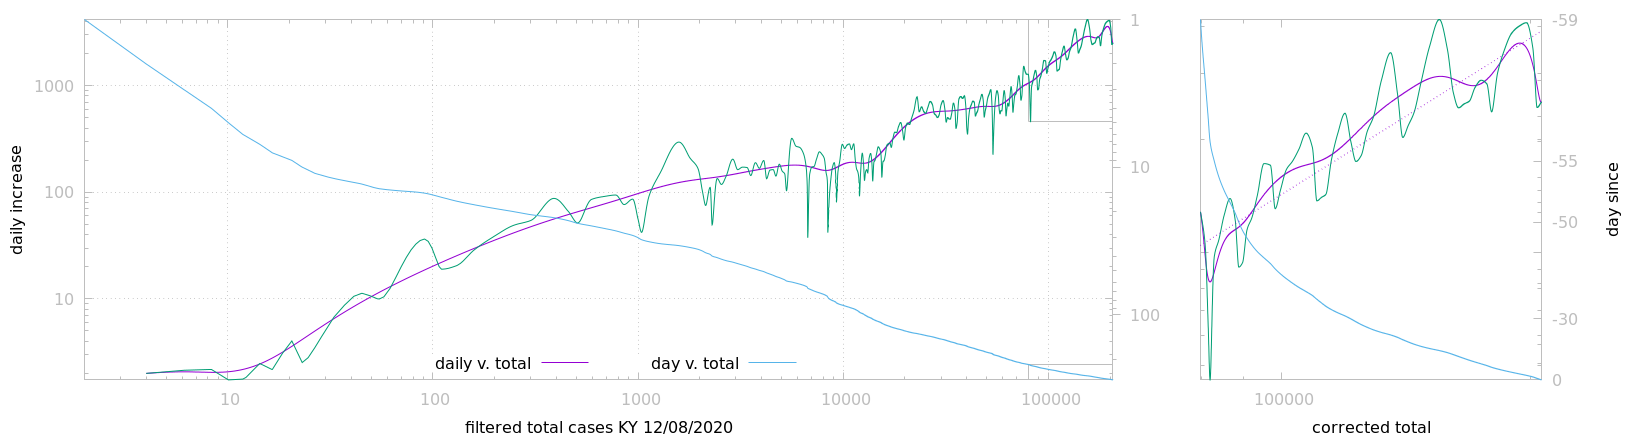 daily increase
1000
100
10
10
100
1000
10000
100000
filtered total cases KY 12/08/2020
daily v. total
day v. total
1
10
100
100000
corrected total
-59
-55
-50
-30
0
day since